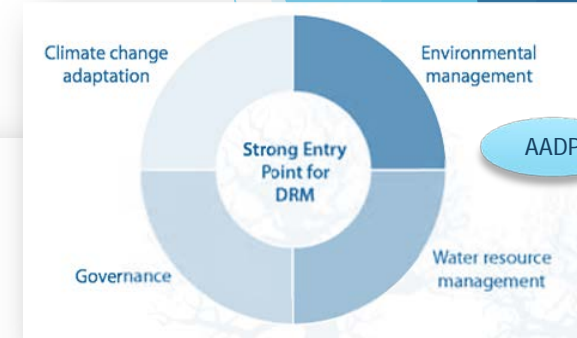 Climate change
adaptation
Environmental
management
Strong Entry
Point for
DRM
AADP
Governance
Water resource
management